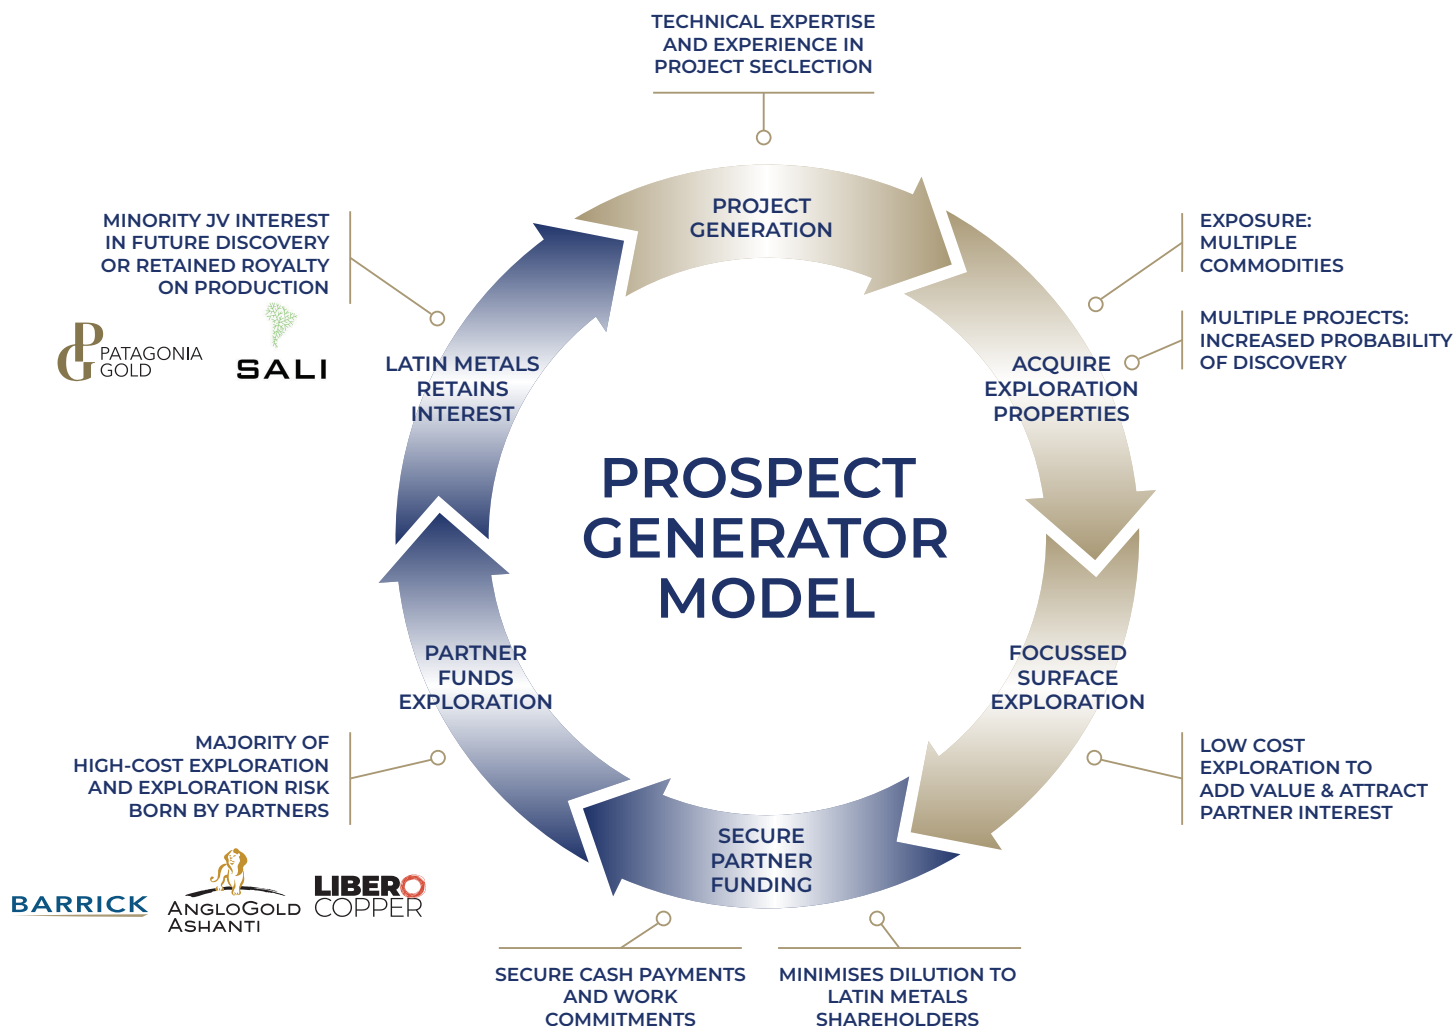 TECHNICAL EXPERTISE
AND EXPERIENCE IN
PROJECT SECLECTION
PROJECT
GENERATION
EXPOSURE:
MULTIPLE
COMMODITIES
MULTIPLE PROJECTS:
INCREASED PROBABILITY
OF DISCOVERY
ACQUIRE
EXPLORATION
PROPERTIES
FOCUSSED
SURFACE
EXPLORATION
LOW COST
EXPLORATION TO
ADD VALUE & ATTRACT
PARTNER INTEREST
SECURE
PARTNER
FUNDING
MINIMISES DILUTION TO
LATIN METALS
SHAREHOLDERS
SECURE CASH PAYMENTS
AND WORK
COMMITMENTS
PARTNER
FUNDS
EXPLORATION
MAJORITY OF
HIGH-COST EXPLORATION
AND EXPLORATION RISK
BORN BY PARTNERS
BARRICK
ANGLOGOLD
ASHANTI
LIBERO
COPPER
LATIN METALS
RETAINS
INTEREST
MINORITY JV INTEREST
IN FUTURE DISCOVERY
OR RETAINED ROYALTY
ON PRODUCTION
PG
PATAGONIA
GOLD
SALI
PROSPECT
GENERATOR
MODEL